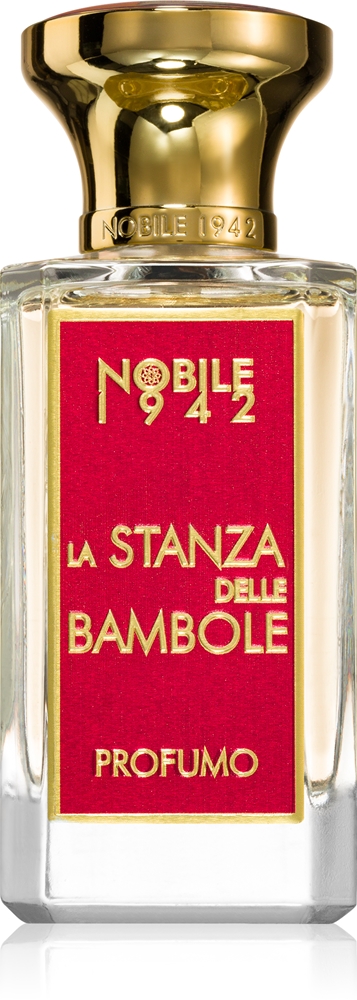 NOBILE 1942
NOBILE
1942
LA STANZA
DELLE
BAMBOLE
PROFUMO